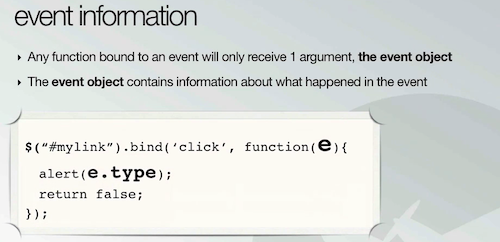 event information
‣ Any function bound to an event will only receive 1 argument, the event object
‣ The event object contains information about what happened in the event
$(“#mylink”).bind(‘click’, function(e){
alert(e.type);
return false;
});